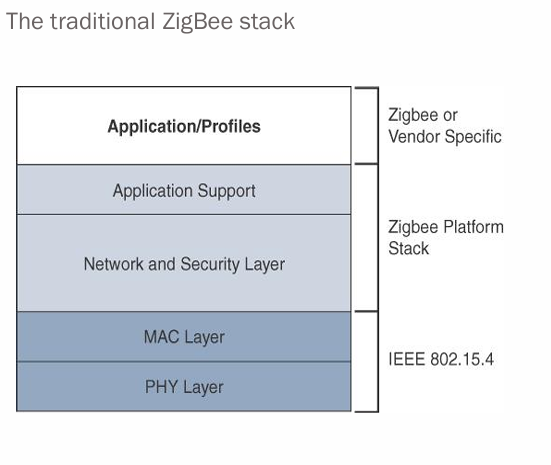 The traditional ZigBee stack
Application/Profiles
Zigbee or
Vendor Specific
Application Support
Network and Security Layer
Zigbee Platform
Stack
MAC Layer
PHY Layer
IEEE 802.15.4